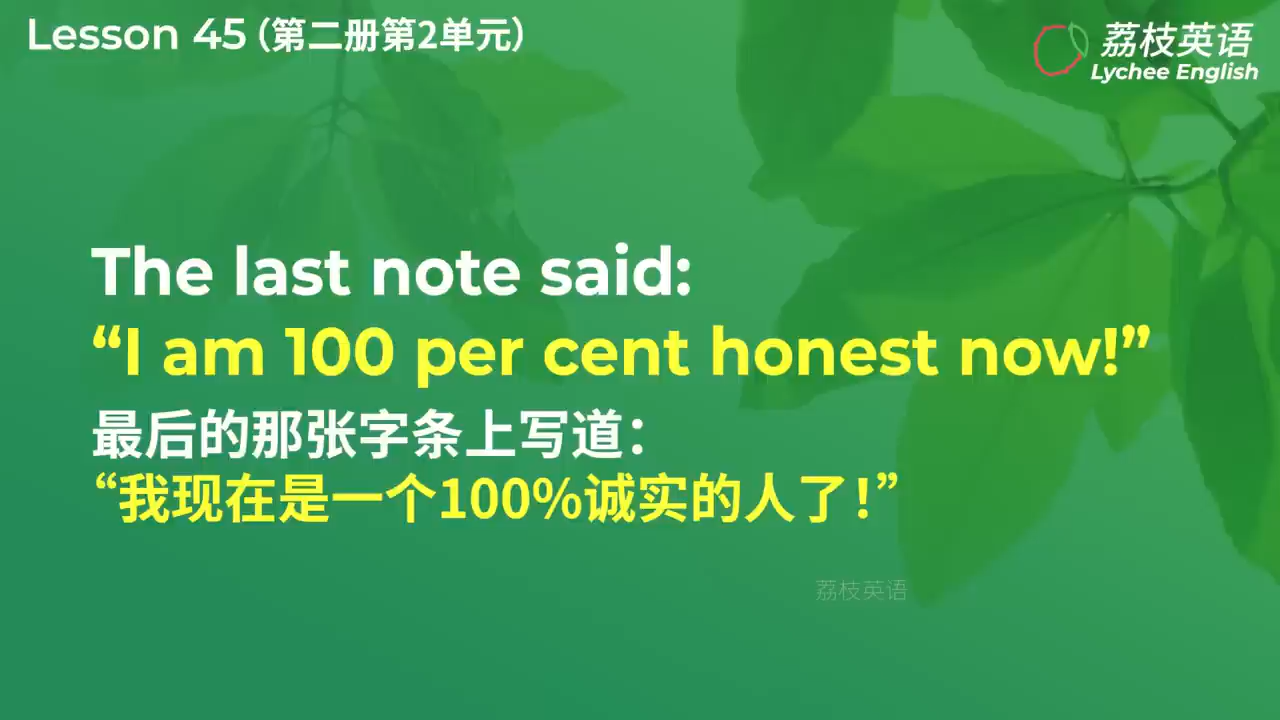 Lesson 45（第二册第2单元）
荔枝英语
Lychee English
The last note said:
“I am 100 per cent honest now!”
最后的那张字条上写道：
“我现在是一个100%诚实的人了！”
荔枝英语